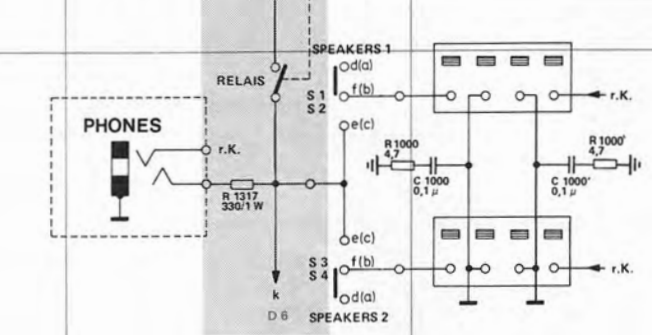 SPEAKERS 1
d(a)
RELAIS
S 1
f(b)
S 2
r.K.
PHONES
e(c)
r.K.
R 1000
4,7
C 1000
0,1 µ
R 1000'
4,7
C 1000'
0,1 µ
R 1317
330/1 W
e(c)
S 3
f(b)
S 4
r.K.
k
d(a)
D 6
SPEAKERS 2